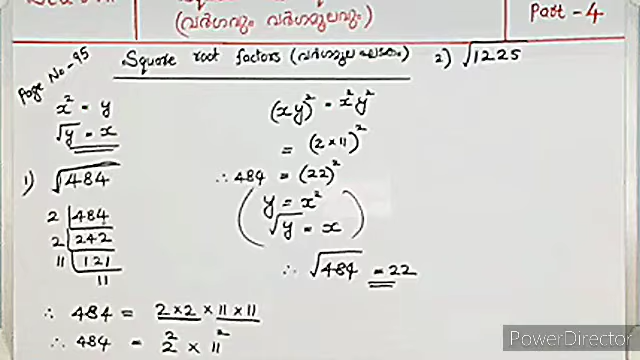 (വർഗവും വർഗമൂലവും)
Part - 4
Page No - 95
Square root factors (വർഗമൂല ഘടകം)
x² = y
√y = x
1) √484
2 | 484
2 | 242
11 | 121
11
∴ 484 = 2×2 × 11 × 11
∴ 484 = 2² × 11²
(xy)² = x²y²
= (2×11)²
∴ 484 = (22)²
( y = x²
√y = x )
∴ √484 = 22
2) √1225
PowerDirector